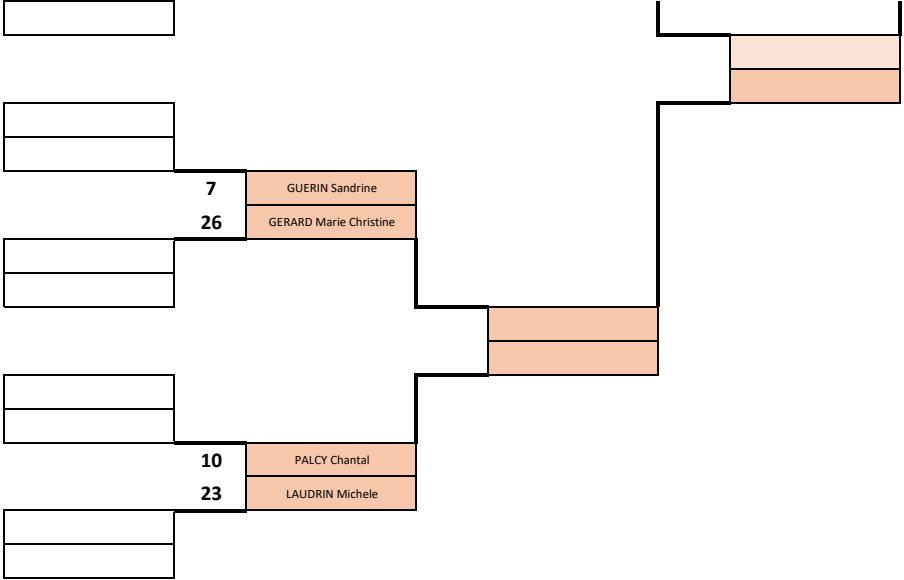 7 GUERIN Sandrine
26 GERARD Marie Christine
10 PALCY Chantal
23 LAUDRIN Michele